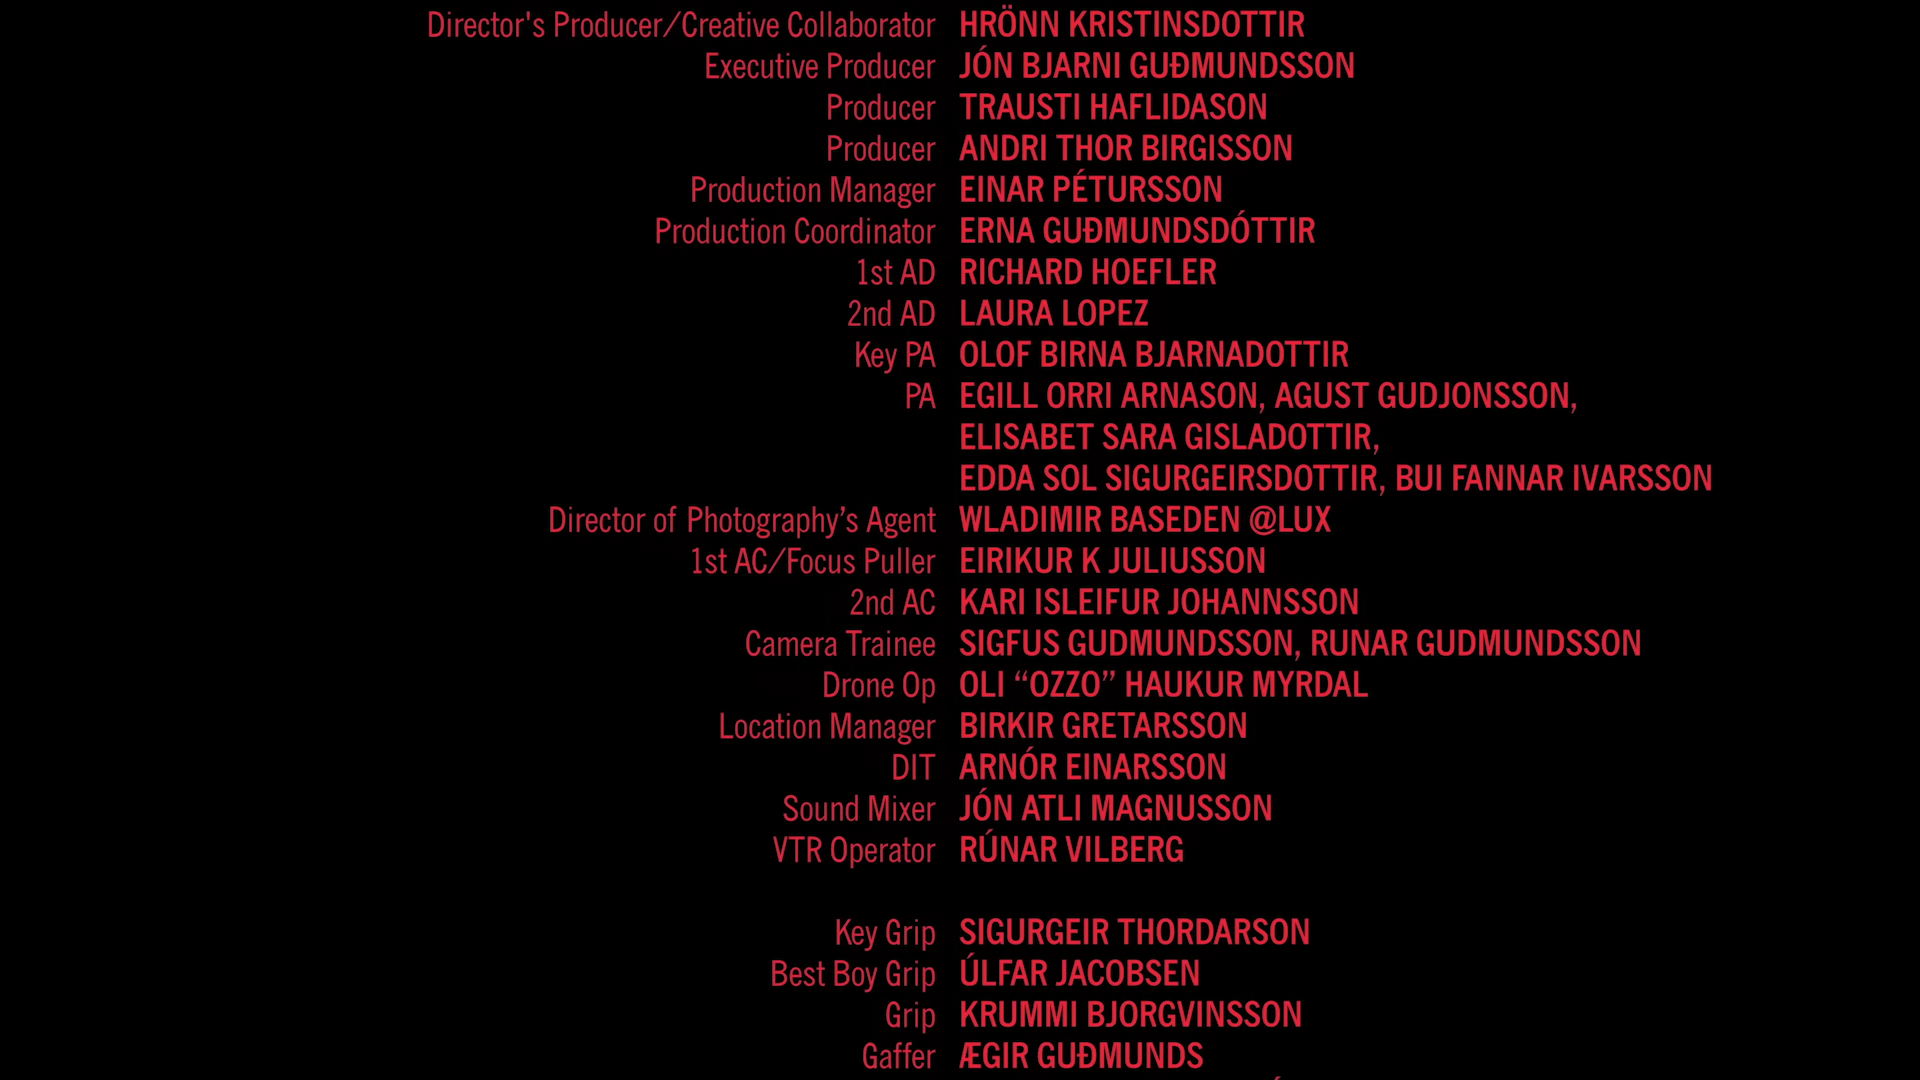 Director's Producer/Creative Collaborator HRÖNN KRISTINSDOTTIR
Executive Producer JÓN BJARNI GUÐMUNDSSON
Producer TRAUSTI HAFLIDASON
Producer ANDRI THOR BIRGISSON
Production Manager EINAR PÉTURSSON
Production Coordinator ERNA GUÐMUNDSDÓTTIR
1st AD RICHARD HOEFLER
2nd AD LAURA LOPEZ
Key PA OLOF BIRNA BJARNADOTTIR
PA EGILL ORRI ARNASON, AGUST GUDJONSSON,
ELISABET SARA GISLADOTTIR,
EDDA SOL SIGURGEIRSDOTTIR, BUI FANNAR IVARSSON
Director of Photography’s Agent WLADIMIR BASEDEN @LUX
1st AC/Focus Puller EIRIKUR K JULIUSSON
2nd AC KARI ISLEIFUR JOHANNSSON
Camera Trainee SIGFUS GUDMUNDSSON, RUNAR GUDMUNDSSON
Drone Op OLI “OZZO” HAUKUR MYRDAL
Location Manager BIRKIR GRETARSSON
DIT ARNÓR EINARSSON
Sound Mixer JÓN ATLI MAGNUSSON
VTR Operator RÚNAR VILBERG
Key Grip SIGURGEIR THORDARSON
Best Boy Grip ÚLFAR JACOBSEN
Grip KRUMMI BJORGVINSSON
Gaffer ÆGIR GUÐMUNDS